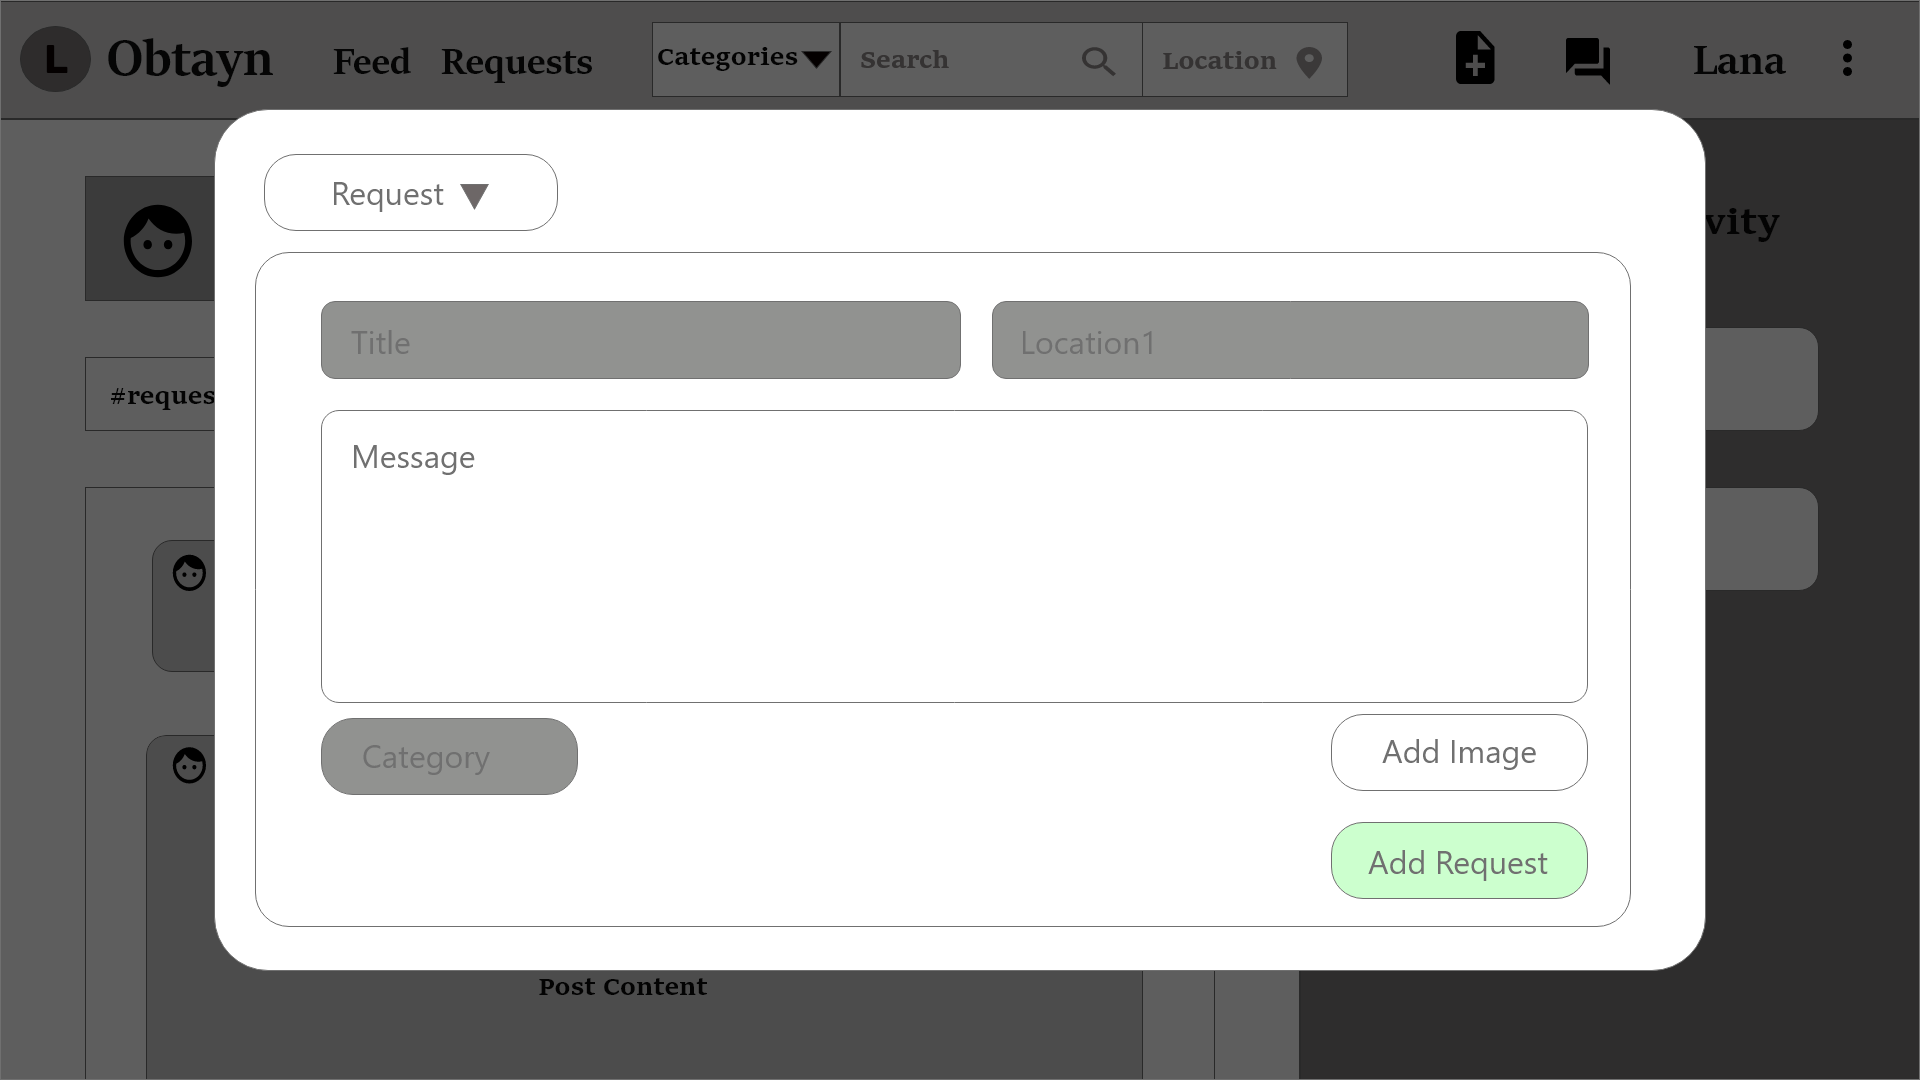 L Obtayn Feed Requests Categories Search Location Lana
Request
vity
Title Location1
#reques
Message
Category Add Image
Add Request
Post Content